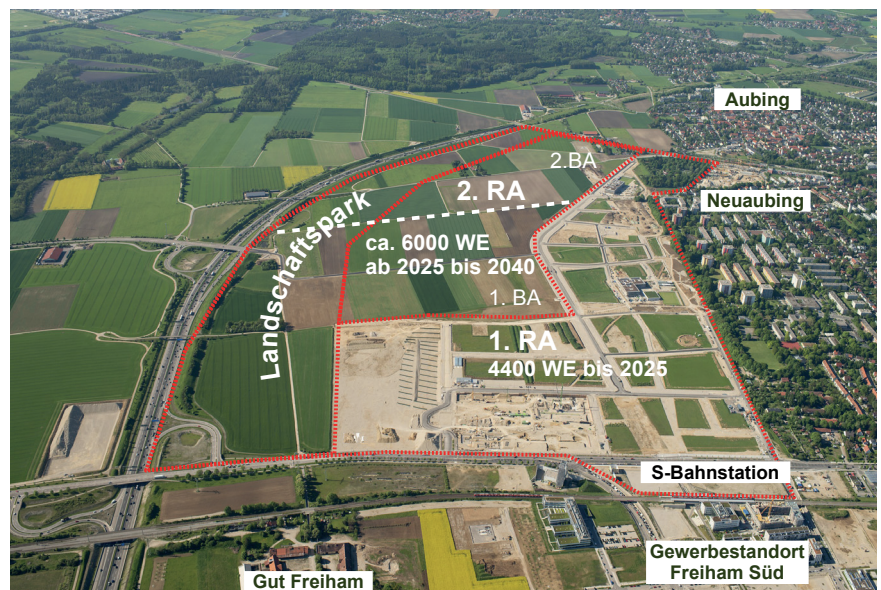 Aubing
2.BA
Neuaubing
2. RA
Landschaftspark
ca. 6000 WE
ab 2025 bis 2040
1. BA
1. RA
4400 WE bis 2025
S-Bahnstation
Gewerbestandort
Freiham Süd
Gut Freiham